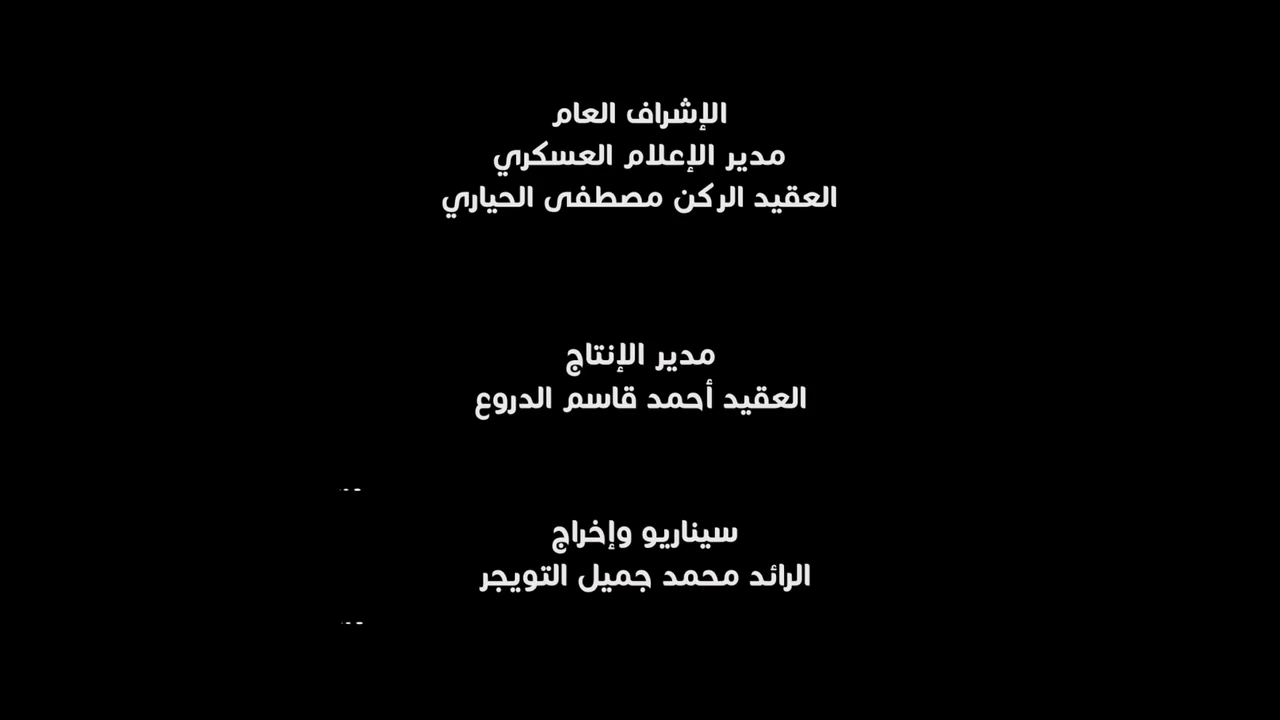 الإشراف العام
مدير الإعلام العسكري
العقيد الركن مصطفى الحياري
مدير الإنتاج
العقيد أحمد قاسم الدروع
سيناريو وإخراج
الرائد محمد جميل التويجر